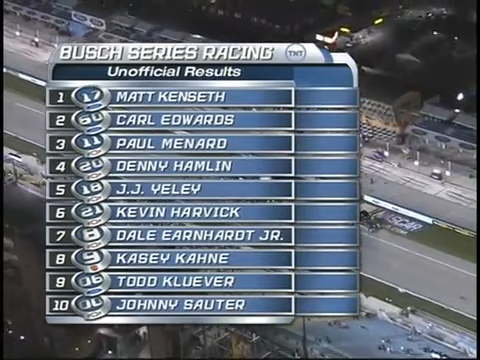 BUSCH SERIES RACING TNT
Unofficial Results
1 17 MATT KENSETH
2 60 CARL EDWARDS
3 11 PAUL MENARD
4 20 DENNY HAMLIN
5 18 J.J. YELEY
6 21 KEVIN HARVICK
7 8 DALE EARNHARDT JR.
8 9 KASEY KAHNE
9 06 TODD KLUEVER
10 JOHNNY SAUTER